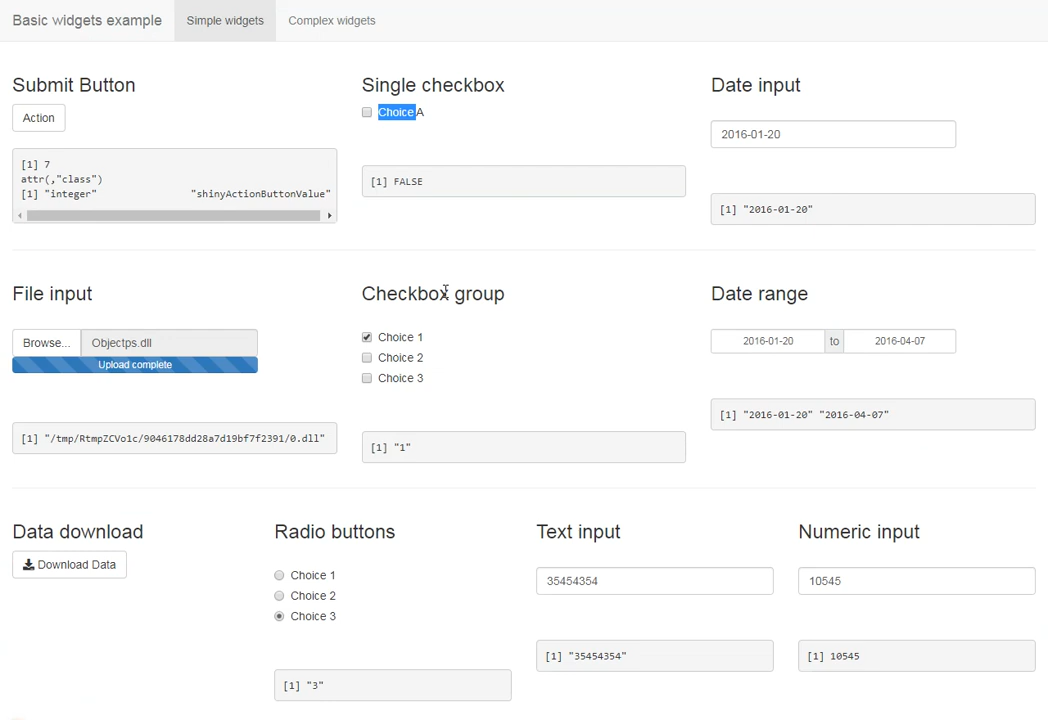 Basic widgets example
Simple widgets
Complex widgets
Submit Button
Action
[1] 7
attr(,"class")
[1] "integer" "shinyActionButtonValue"
Single checkbox
Choice A
[1] FALSE
Date input
2016-01-20
[1] "2016-01-20"
File input
Browse... Objectps.dll
Upload complete
[1] "/tmp/RtmpZCVo1c/9046178dd28a7d19bf7f2391/0.dll"
Checkbox group
Choice 1
Choice 2
Choice 3
[1] "1"
Date range
2016-01-20 to 2016-04-07
[1] "2016-01-20" "2016-04-07"
Data download
Download Data
Radio buttons
Choice 1
Choice 2
Choice 3
[1] "3"
Text input
35454354
[1] "35454354"
Numeric input
10545
[1] 10545